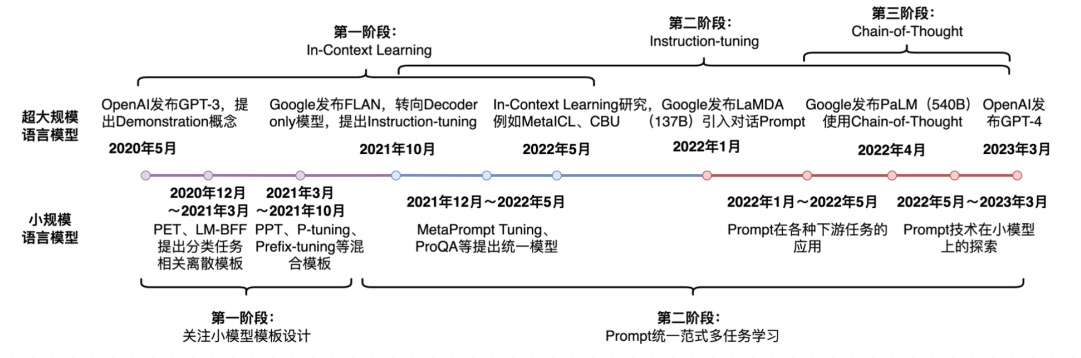 第一阶段：
In-Context Learning
第二阶段：
Instruction-tuning
第三阶段：
Chain-of-Thought
超大规模
语言模型
OpenAI发布GPT-3，提
出Demonstration概念
2020年5月
Google发布FLAN，转向Decoder
only模型，提出Instruction-tuning
2021年10月
In-Context Learning研究，
例如MetaICL、CBU
2022年5月
Google发布LaMDA
（137B）引入对话Prompt
2022年1月
Google发布PaLM（540B）
使用Chain-of-Thought
2022年4月
OpenAI发
布GPT-4
2023年3月
小规模
语言模型
2020年12月
～2021年3月
PET、LM-BFF
提出分类任务
相关离散模板
2021年3月
～2021年10月
PPT、P-tuning、
Prefix-tuning等混
合模板
2021年12月～2022年5月
MetaPrompt Tuning、
ProQA等提出统一模型
2022年1月～2022年5月
Prompt在各种下游任务的
应用
2022年5月～2023年3月
Prompt技术在小模型
上的探索
第一阶段：
关注小模型模板设计
第二阶段：
Prompt统一范式多任务学习